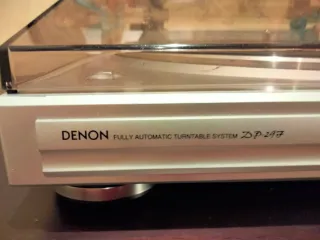 DENON FULLY AUTOMATIC TURNTABLE SYSTEM DP-29F